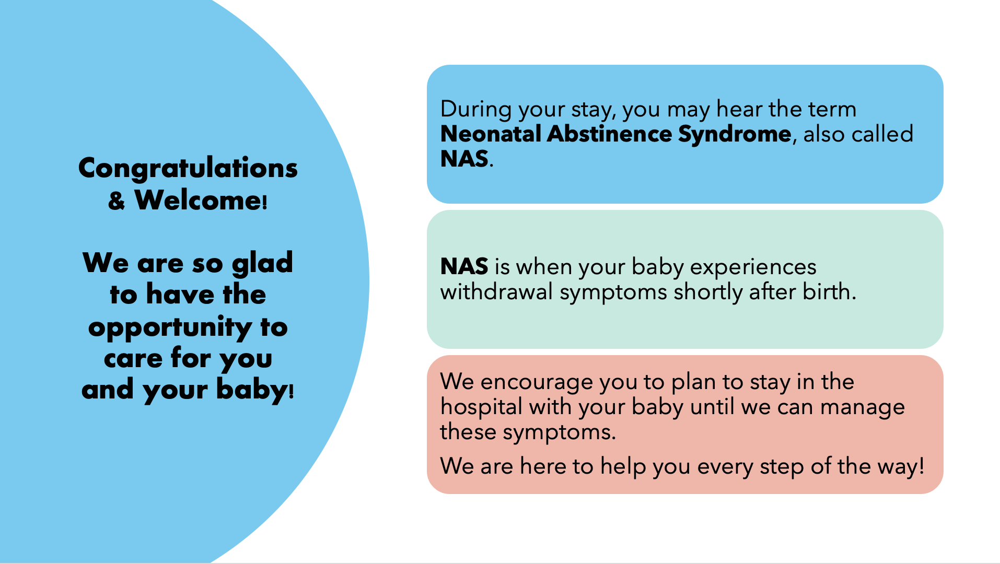 Congratulations
& Welcome!
We are so glad
to have the
opportunity to
care for you
and your baby!
During your stay, you may hear the term
Neonatal Abstinence Syndrome, also called
NAS.
NAS is when your baby experiences
withdrawal symptoms shortly after birth.
We encourage you to plan to stay in the
hospital with your baby until we can manage
these symptoms.
We are here to help you every step of the way!